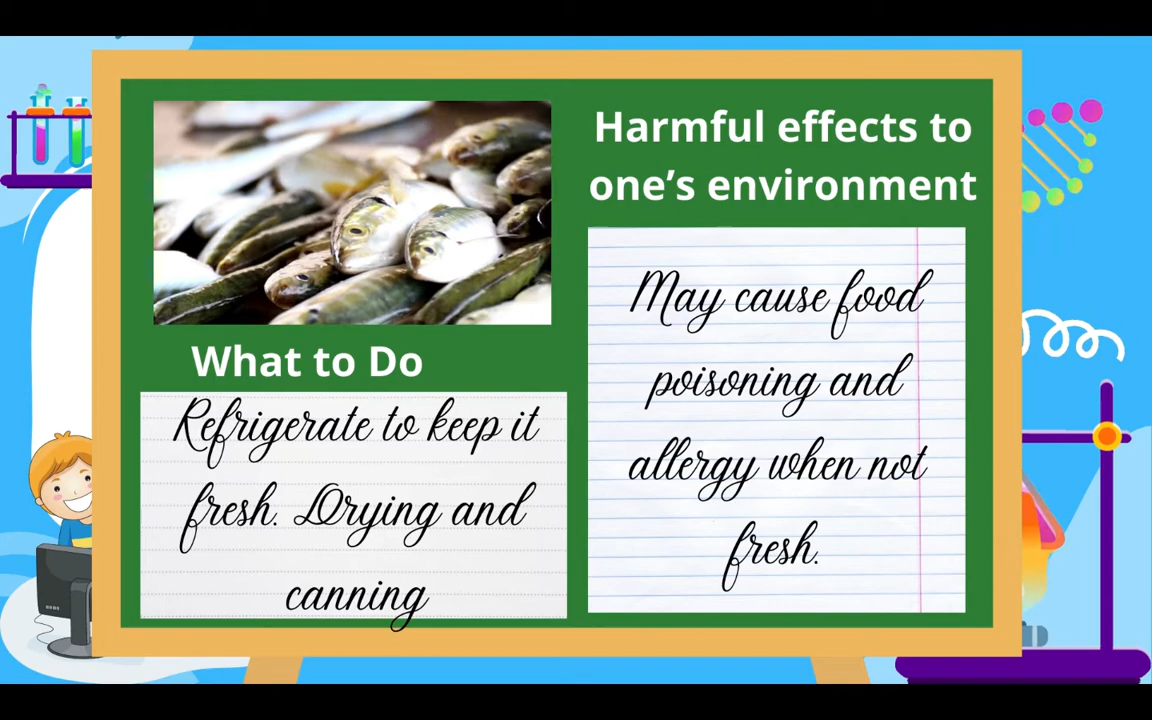 Harmful effects to
one's environment
What to Do
Refrigerate to keep it
fresh. Drying and
canning
May cause food
poisoning and
allergy when not
fresh.